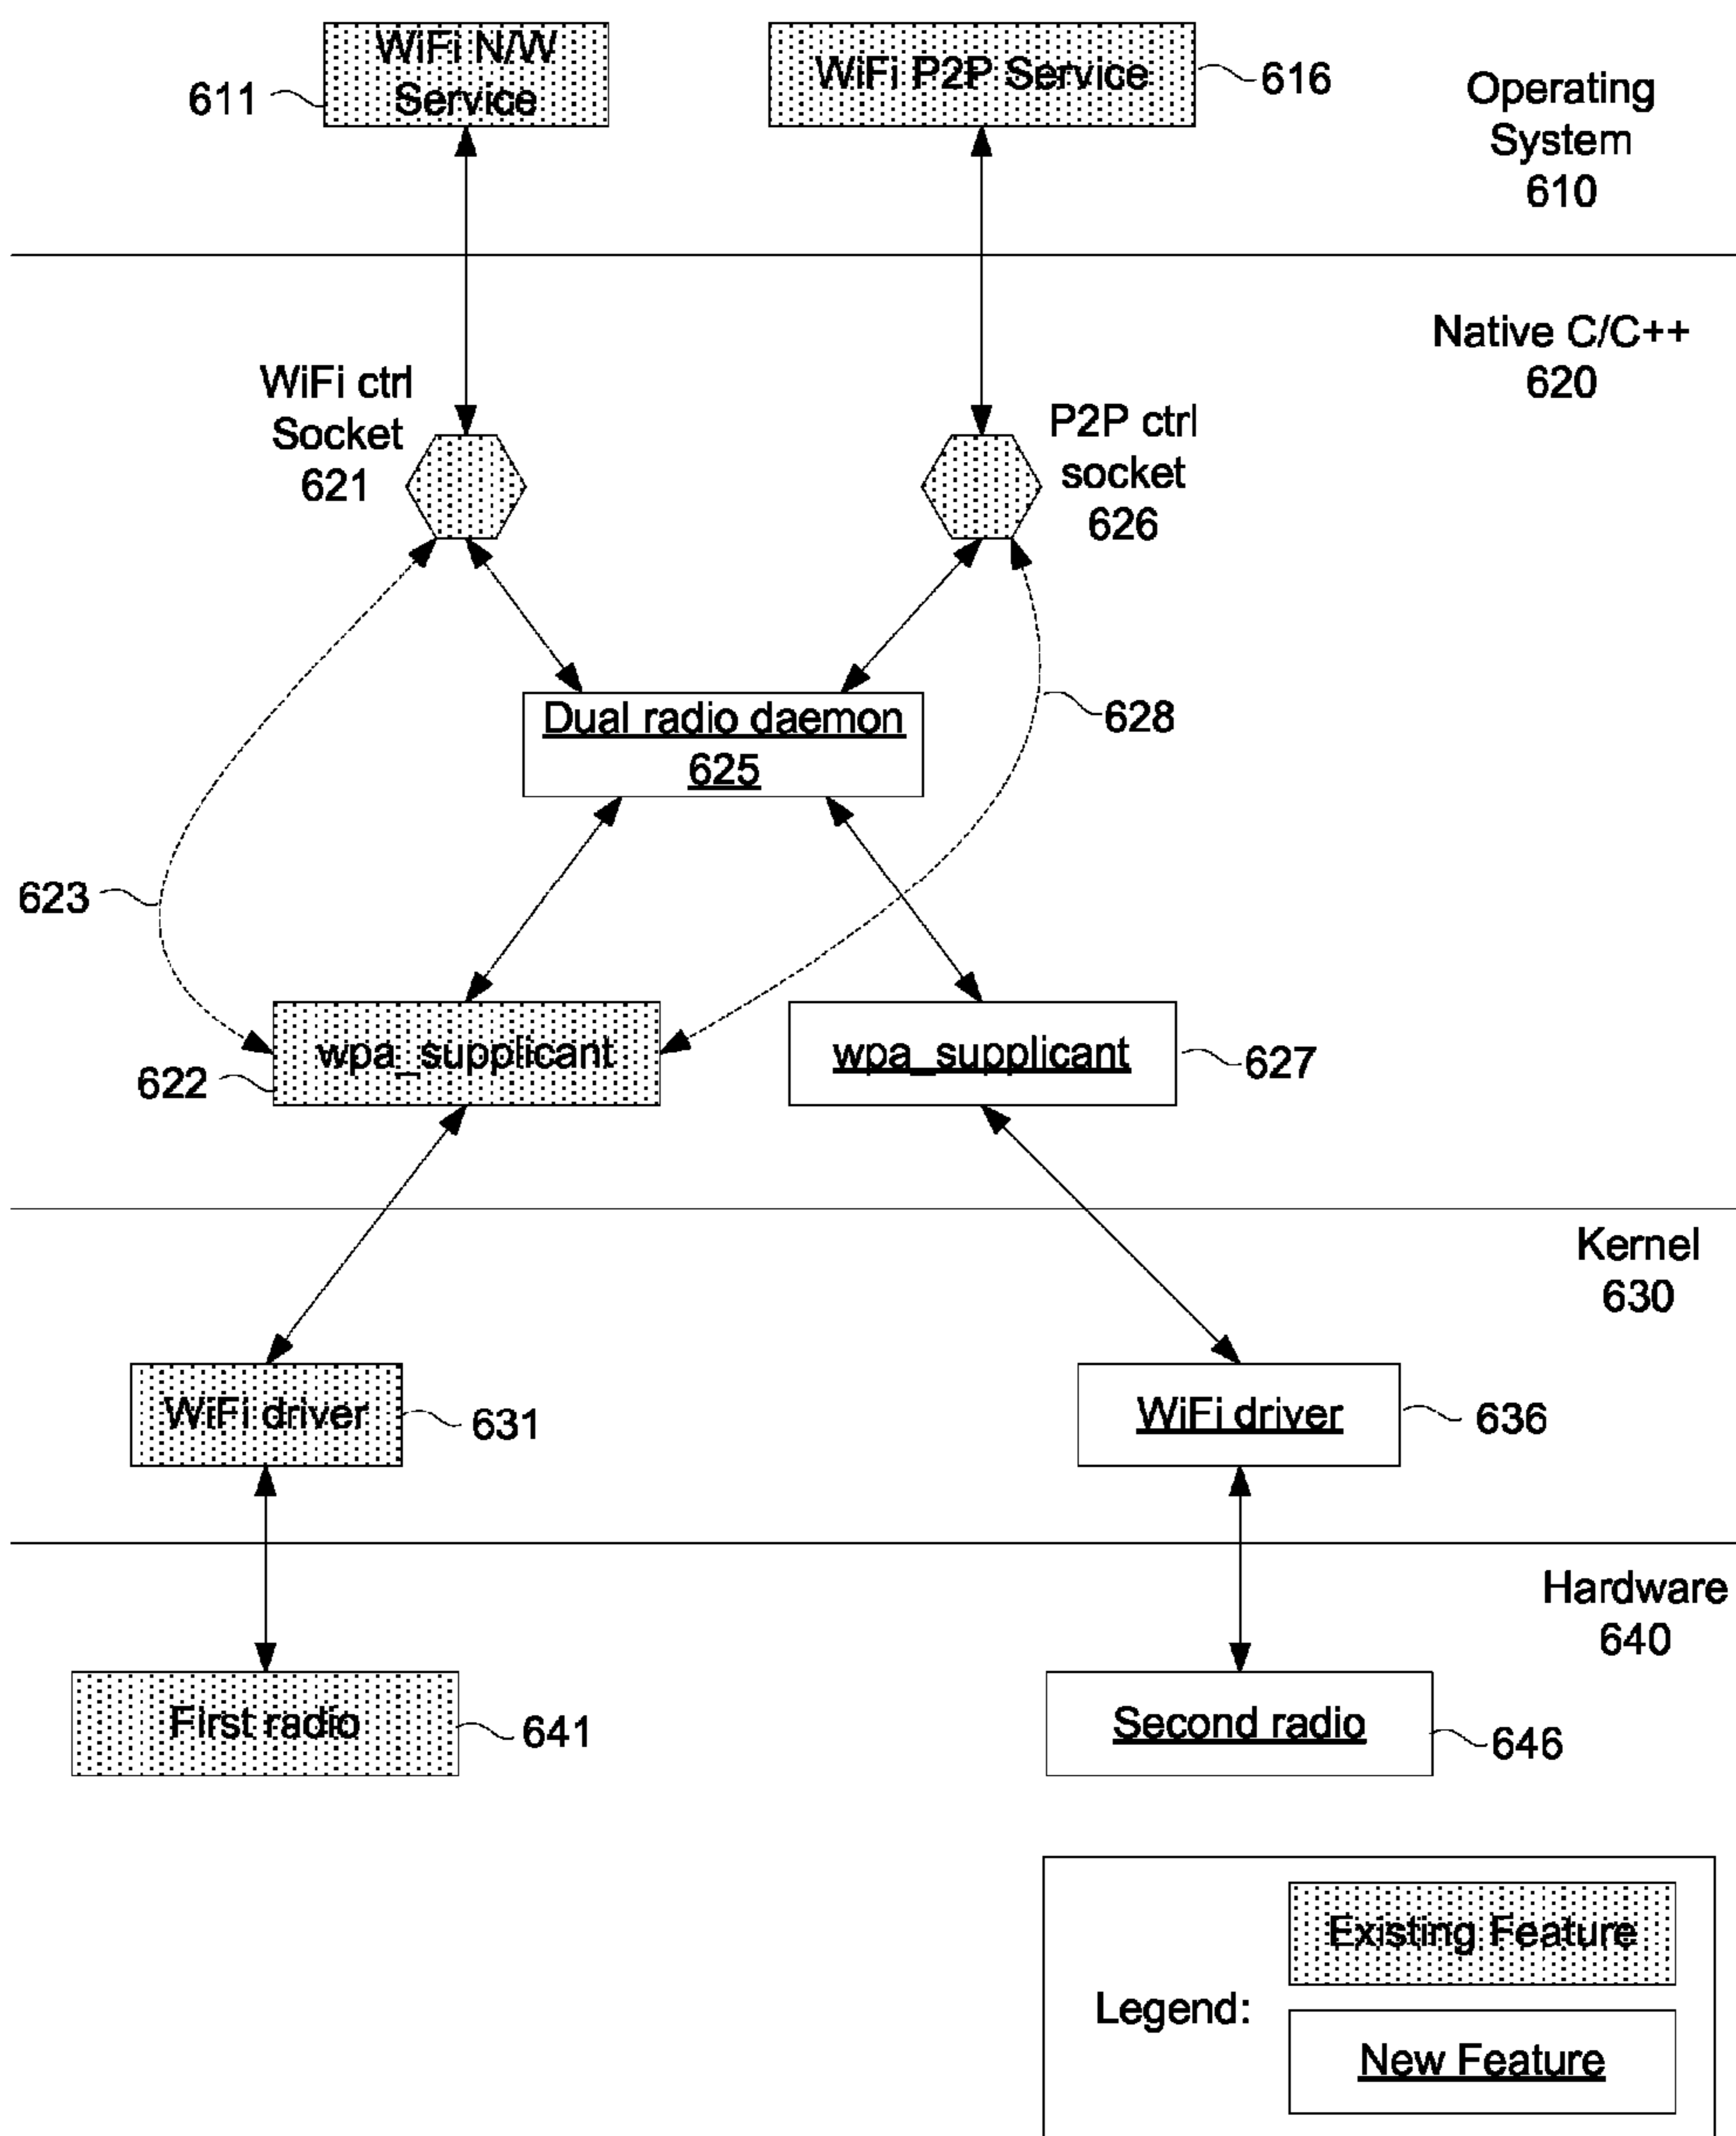 WiFi N/W
Service
611
WiFi P2P Service
616
Operating
System
610
Native C/C++
620
WiFi ctrl
Socket
621
P2P ctrl
socket
626
Dual radio daemon
625
628
623
wpa_supplicant
622
wpa_supplicant
627
Kernel
630
WiFi driver
631
WiFi driver
636
Hardware
640
First radio
641
Second radio
646
Legend:
Existing Feature
New Feature